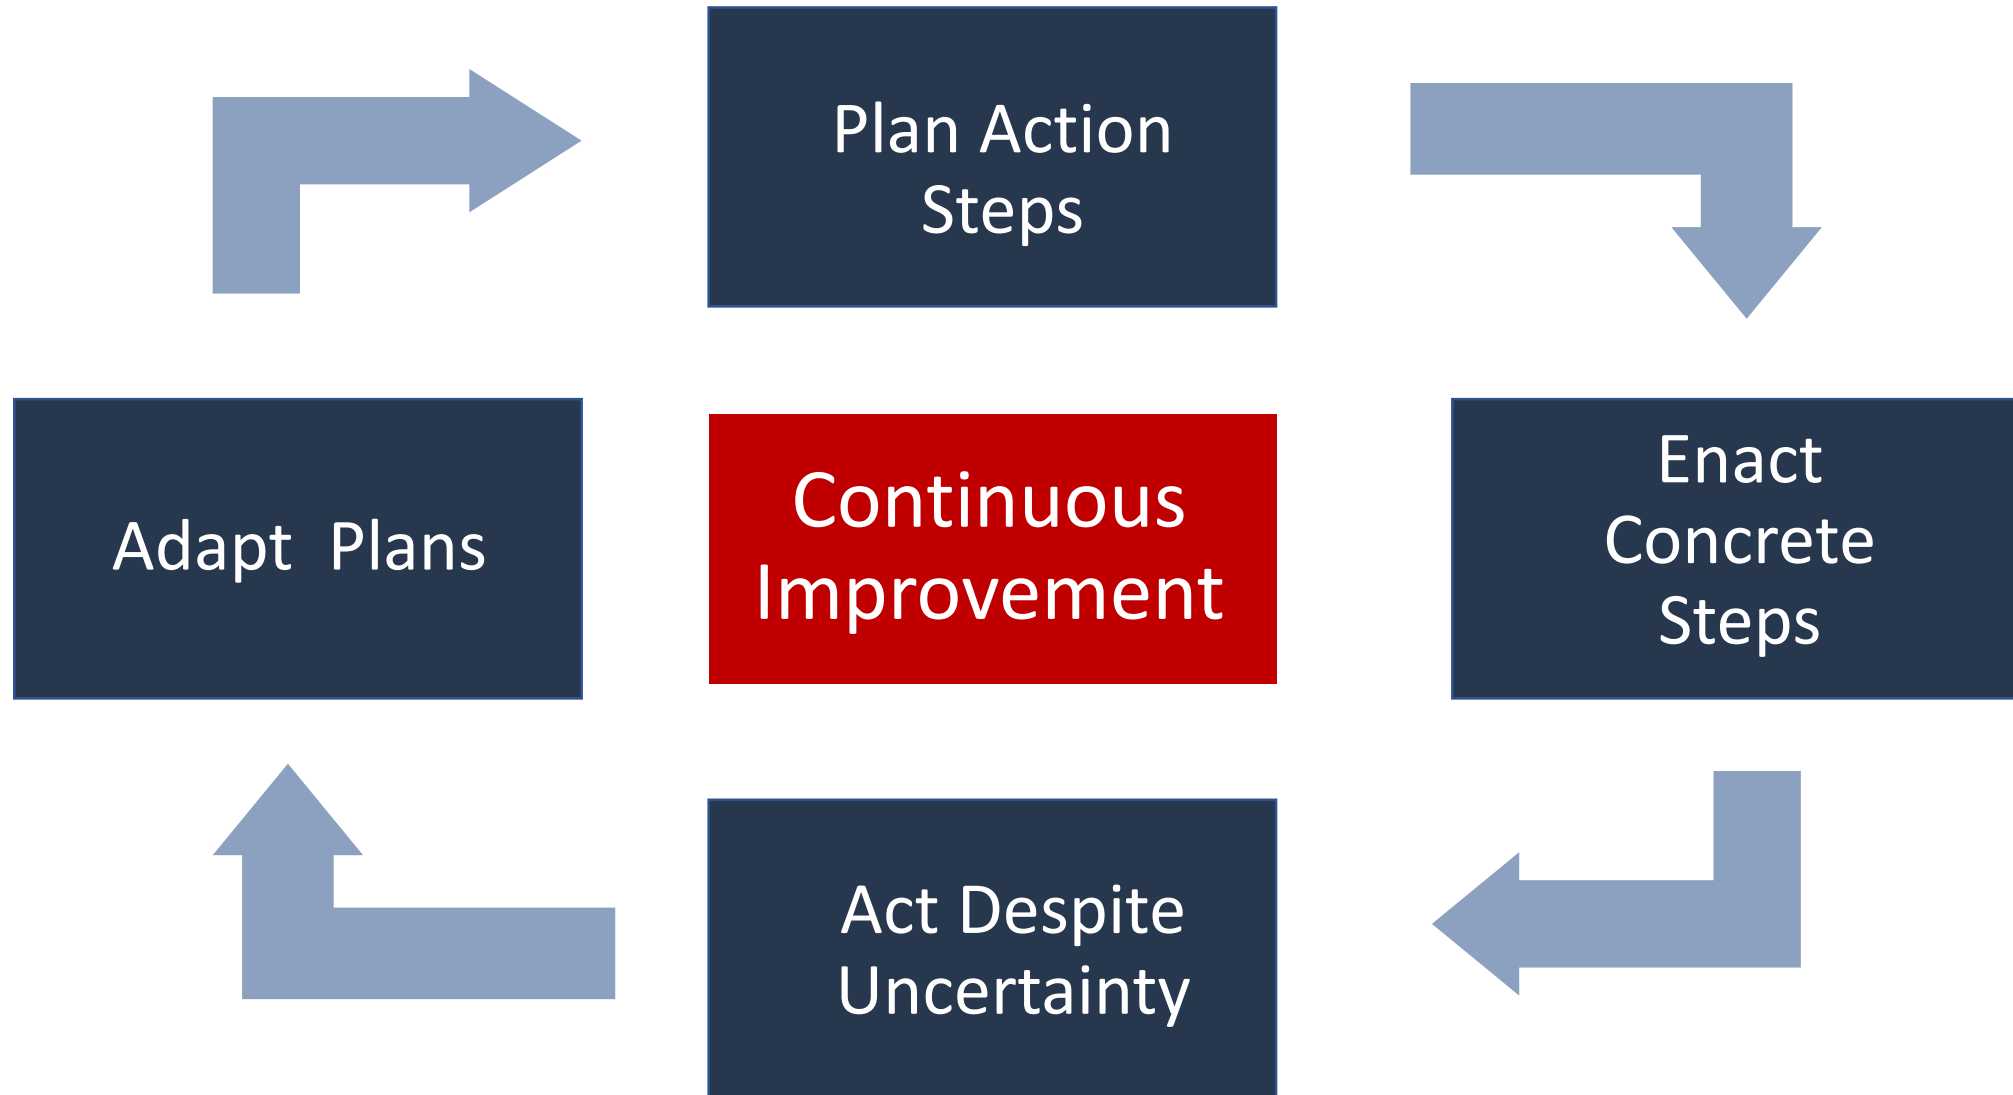 Plan Action
Steps
Adapt  Plans
Continuous
Improvement
Enact
Concrete
Steps
Act Despite
Uncertainty